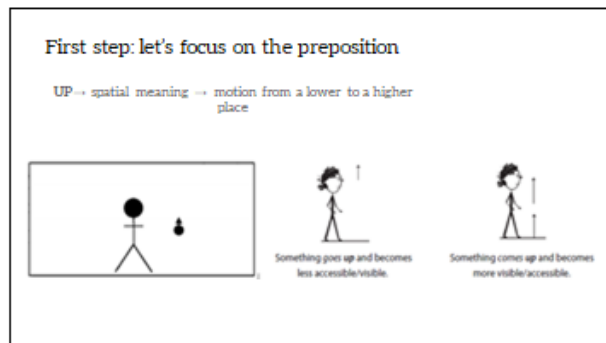 First step: let's focus on the preposition
UP→ spatial meaning → motion from a lower to a higher
place
Something goes up and becomes
less accessible/visible.
Something comes up and becomes
more visible/accessible.